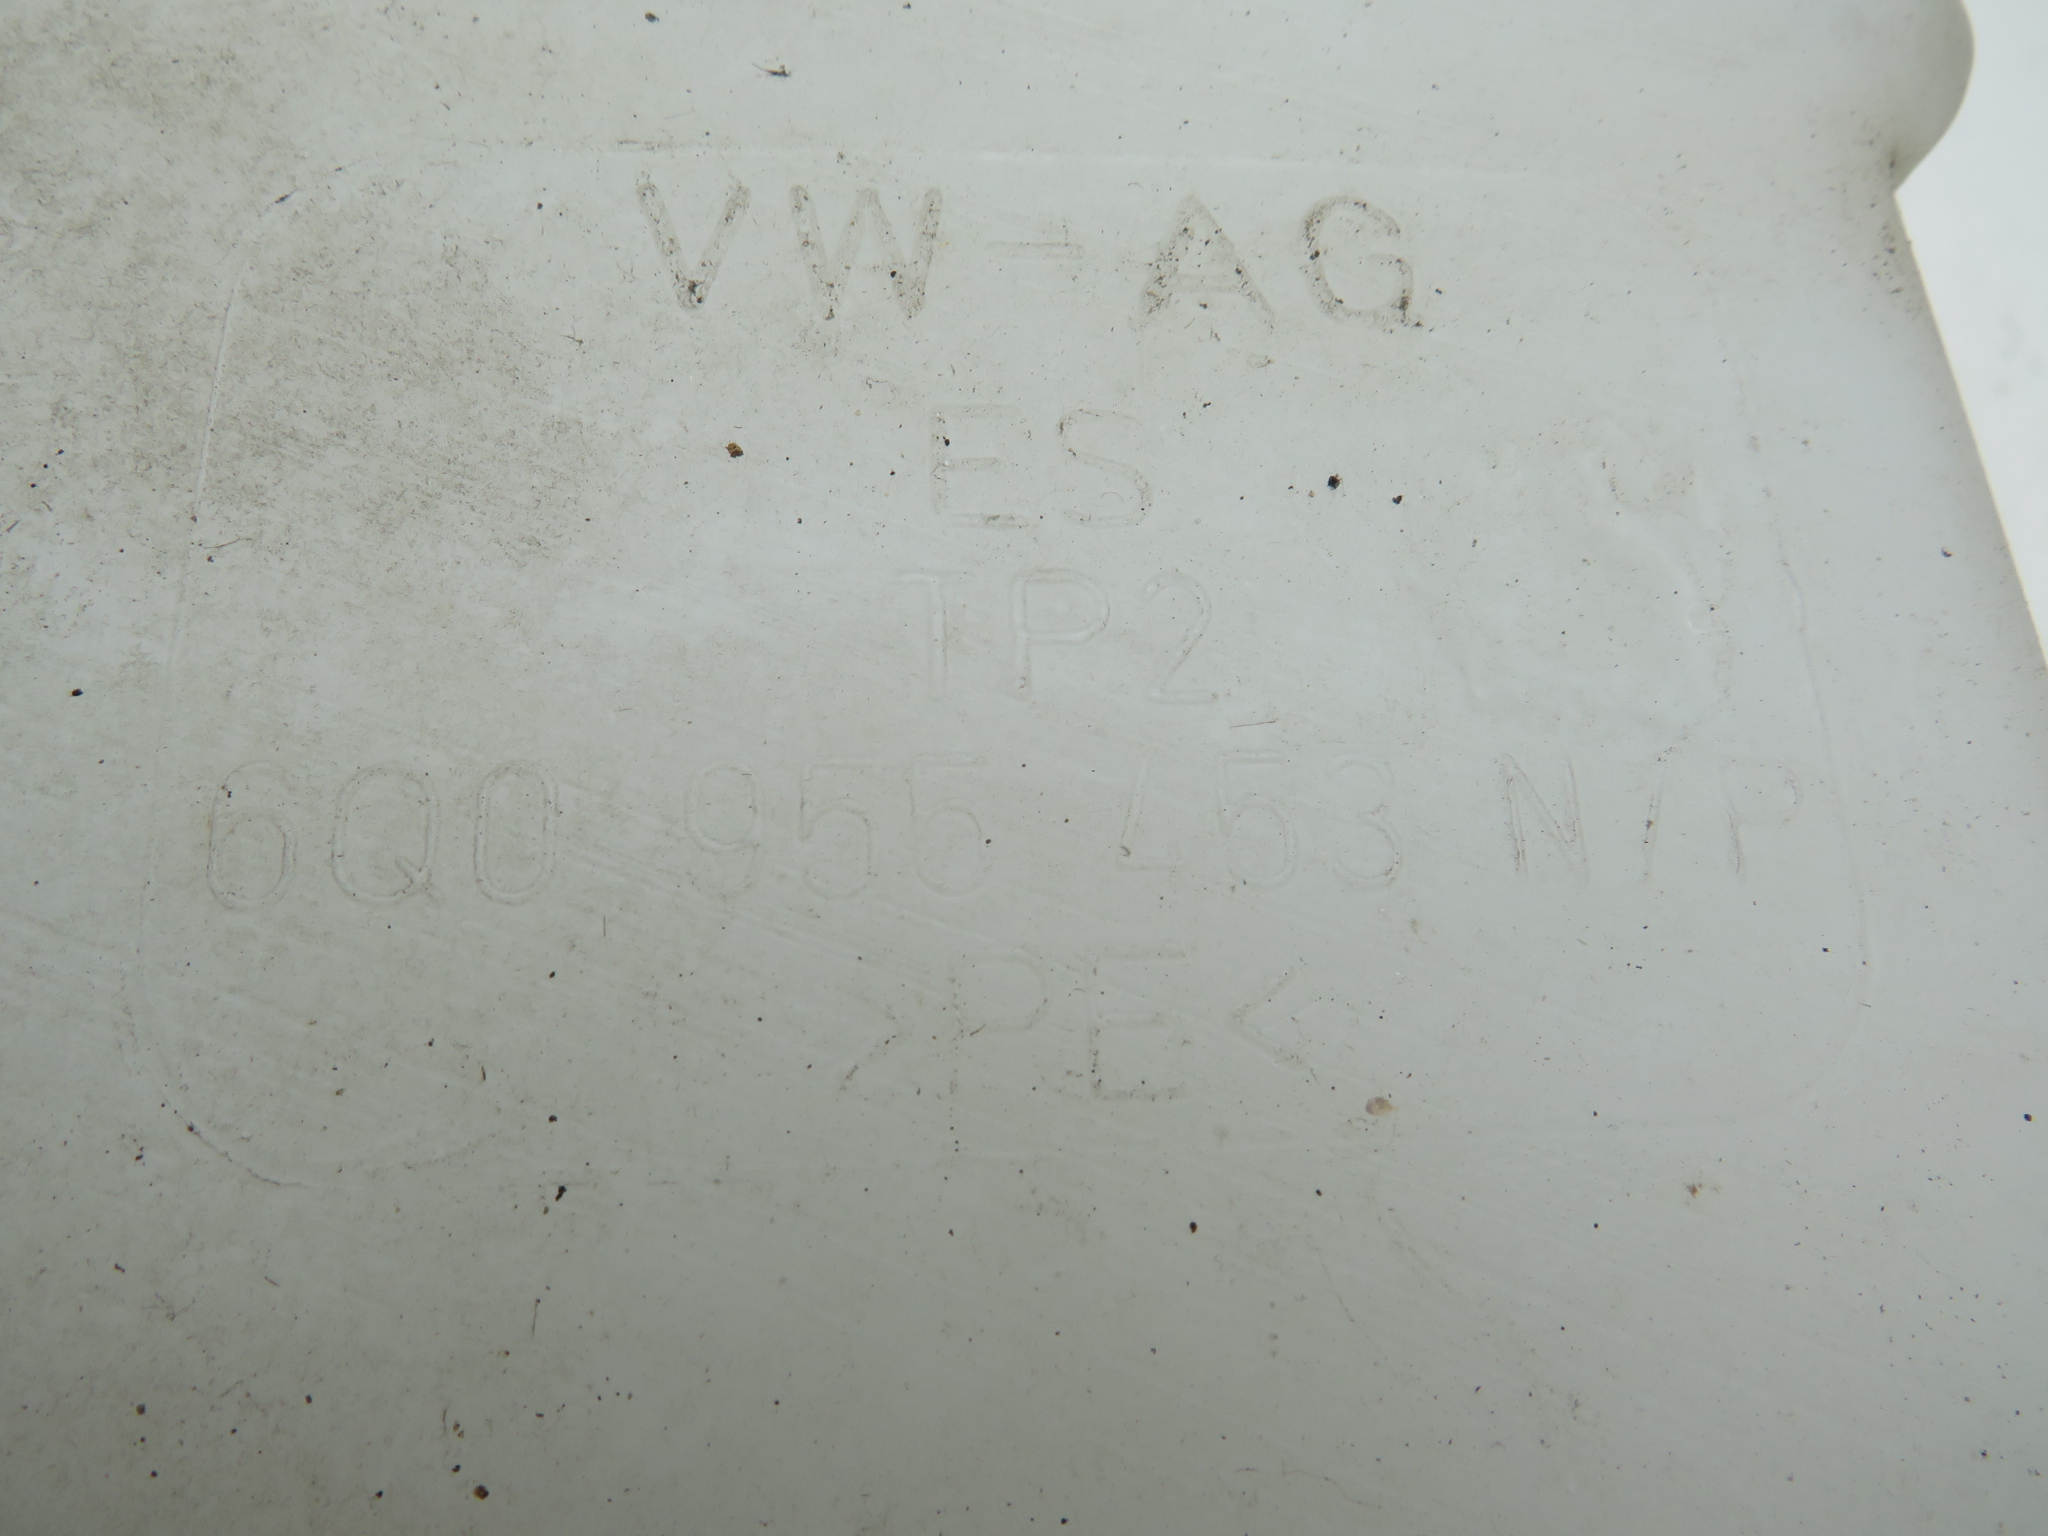 VW-AG
ES
TP2
6Q0 955 453 N/P
>PE<